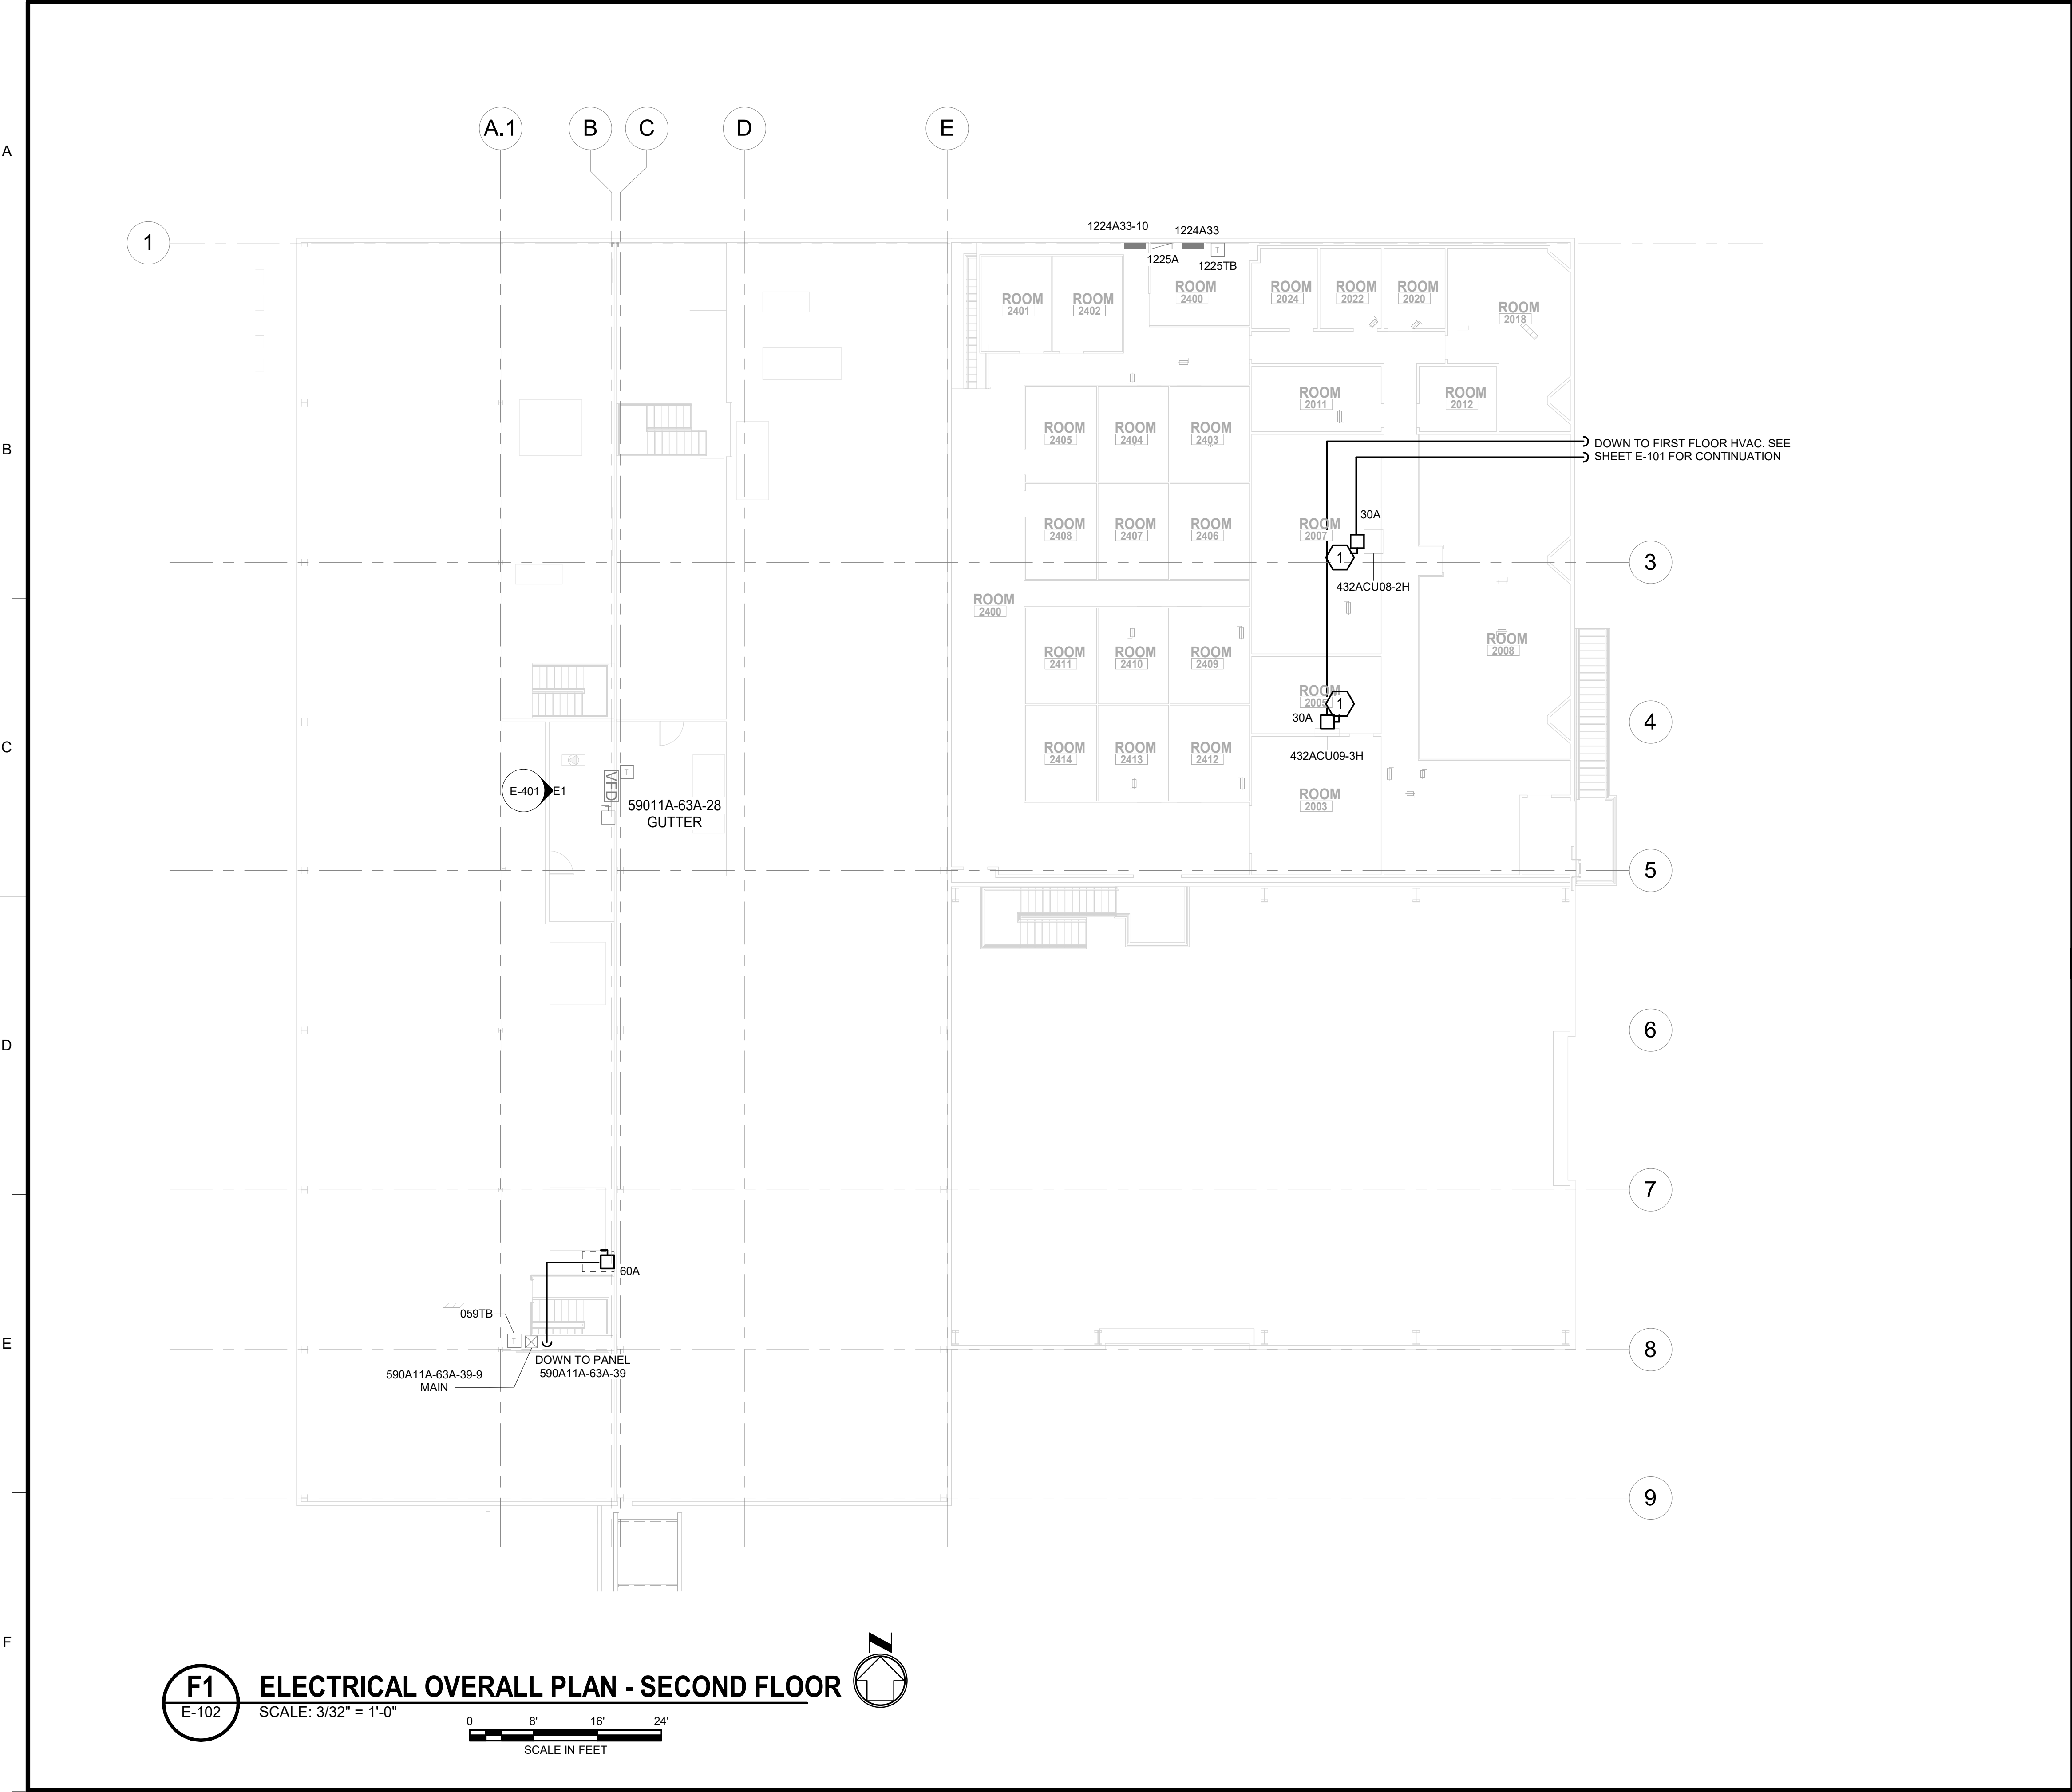 A.1 B C D E
A
1
1224A33-10
1224A33
1225A
1225TB
ROOM
2401
ROOM
2402
ROOM
2400
ROOM
2024
ROOM
2022
ROOM
2020
ROOM
2018
ROOM
2011
ROOM
2012
ROOM
2405
ROOM
2404
ROOM
2403
B
DOWN TO FIRST FLOOR HVAC. SEE
SHEET E-101 FOR CONTINUATION
30A
ROOM
2408
ROOM
2407
ROOM
2406
ROOM
2007
1
3
432ACU08-2H
ROOM
2400
ROOM
2411
ROOM
2410
ROOM
2409
ROOM
2008
ROOM
2005
1
30A
4
C
ROOM
2414
ROOM
2413
ROOM
2412
432ACU09-3H
ROOM
2003
T
VFD
E-401
E1
59011A-63A-28
GUTTER
5
6
D
7
60A
059TB
T
E
8
DOWN TO PANEL
590A11A-63A-39
590A11A-63A-39-9
MAIN
9
F
N
F1
E-102
ELECTRICAL OVERALL PLAN - SECOND FLOOR
SCALE: 3/32" = 1'-0"
0 8' 16' 24'
SCALE IN FEET
T